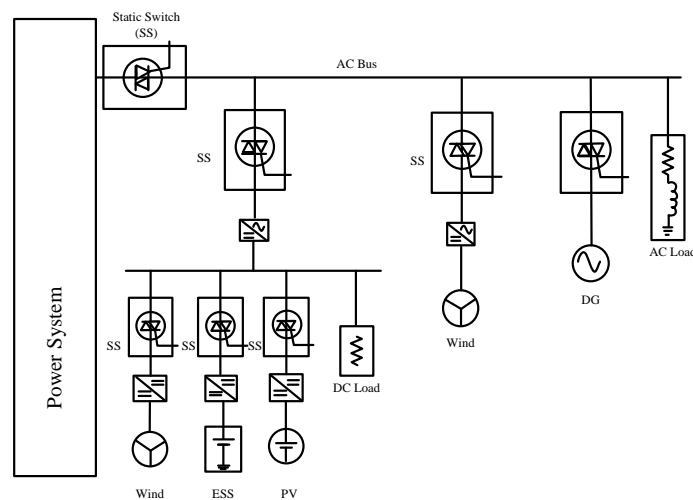 Static Switch
(SS)
AC Bus
SS
SS
AC Load
DG
Wind
Power System
SS
SS
SS
DC Load
Wind
ESS
PV